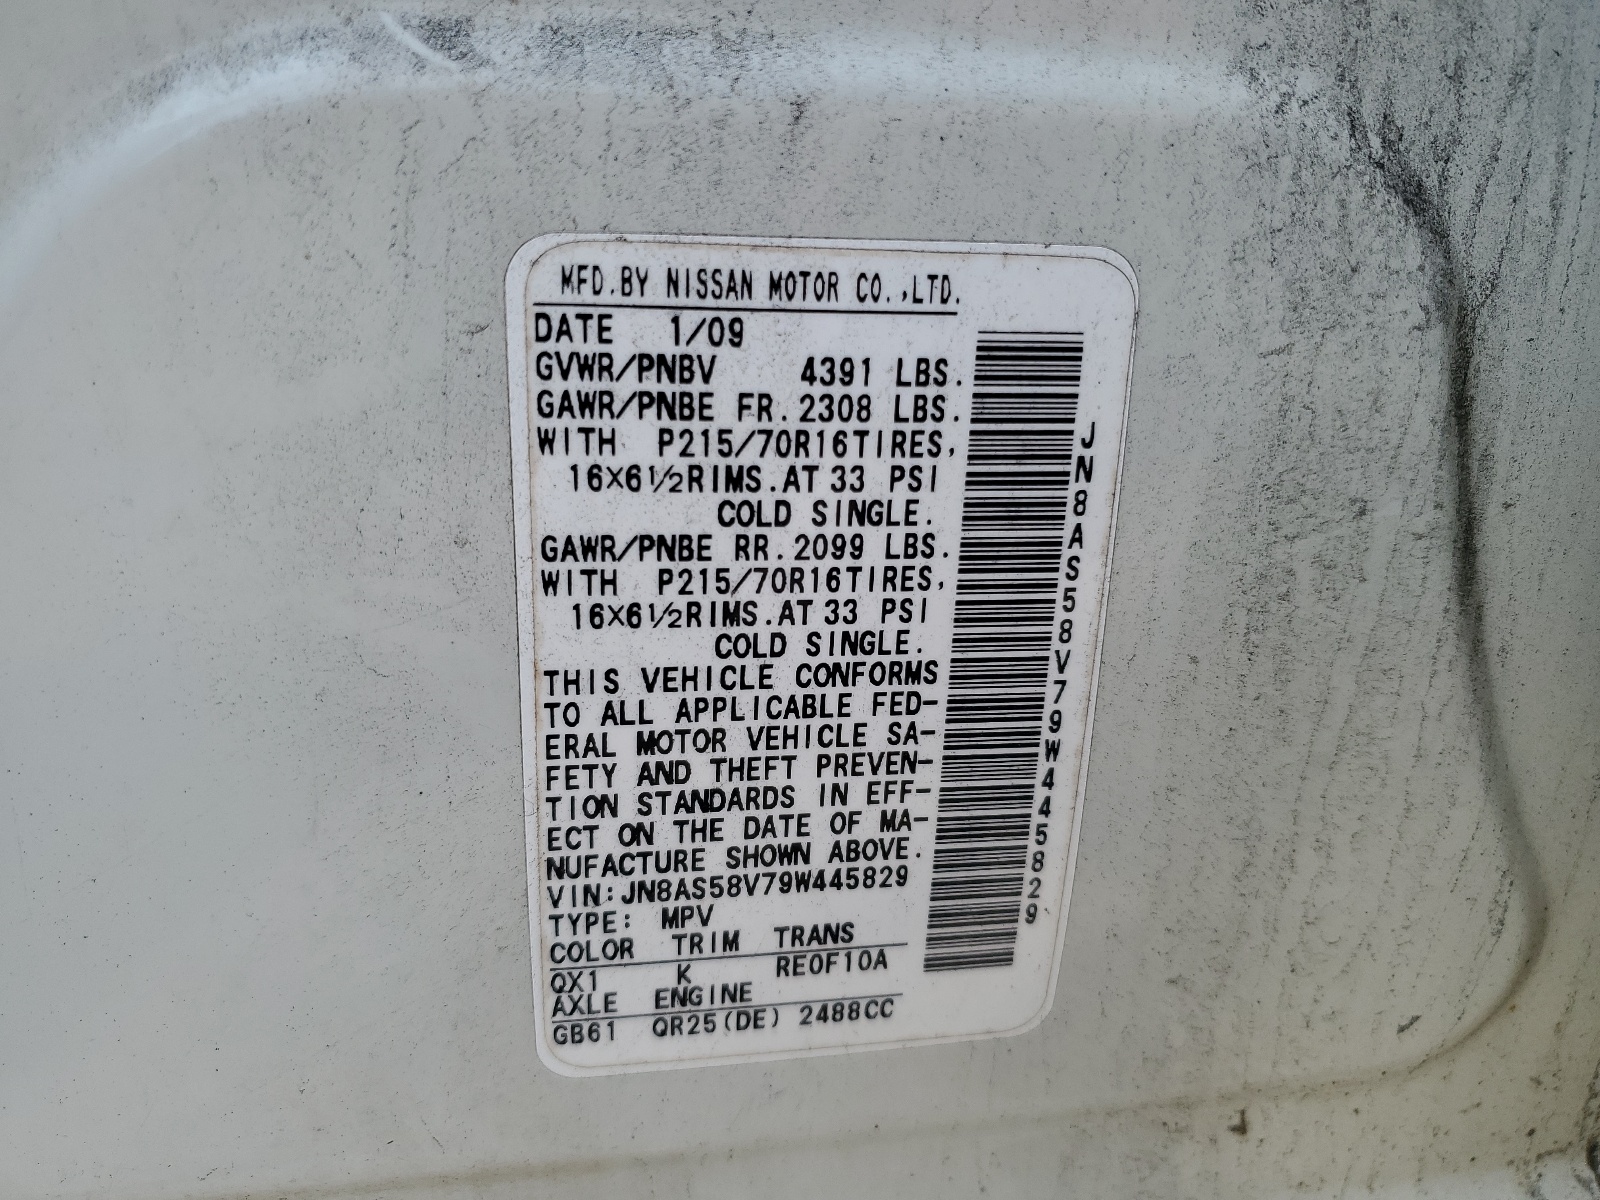 MFD.BY NISSAN MOTOR CO.,LTD.
DATE 1/09
GVWR/PNBV 4391 LBS.
GAWR/PNBE FR.2308 LBS.
WITH P215/70R16TIRES,
16X6½RIMS.AT 33 PSI
COLD SINGLE.
GAWR/PNBE RR.2099 LBS.
WITH P215/70R16TIRES,
16X6½RIMS.AT 33 PSI
COLD SINGLE.
THIS VEHICLE CONFORMS
TO ALL APPLICABLE FED-
ERAL MOTOR VEHICLE SA-
FETY AND THEFT PREVEN-
TION STANDARDS IN EFF-
ECT ON THE DATE OF MA-
NUFACTURE SHOWN ABOVE.
VIN:JN8AS58V79W445829
TYPE: MPV
COLOR TRIM TRANS
QX1 K RE0F10A
AXLE ENGINE
GB61 QR25(DE) 2488CC
JN8AS58V79W445829